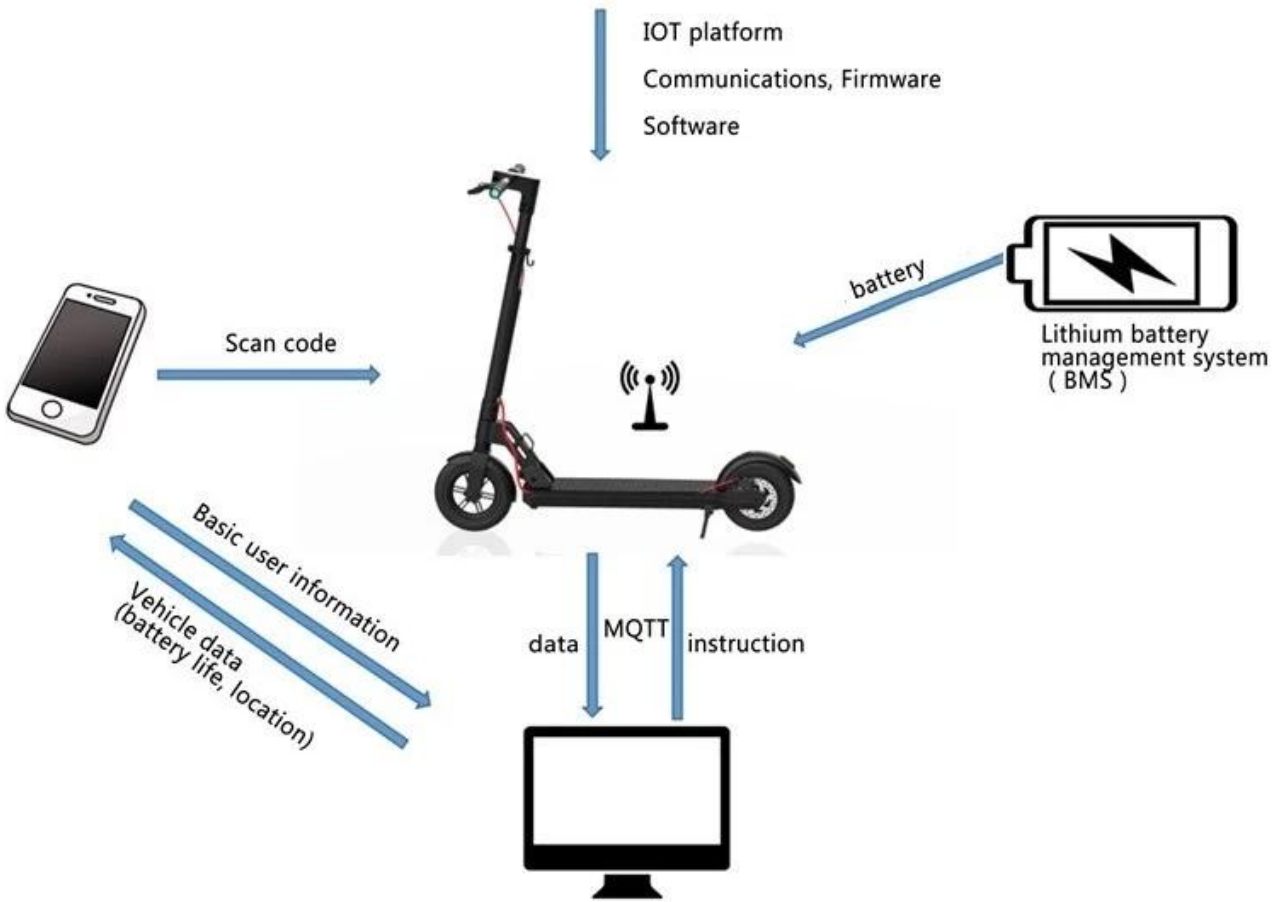 IOT platform
Communications, Firmware
Software
battery
Lithium battery
management system
( BMS )
Scan code
Basic user information
Vehicle data
(battery life, location)
data
MQTT
instruction